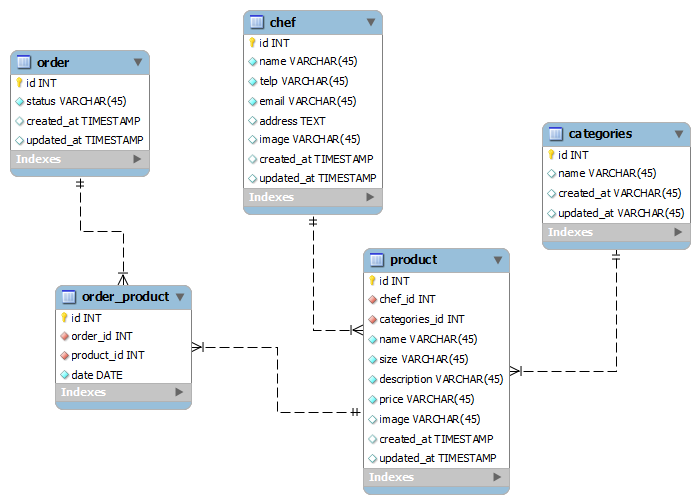 order
id INT
status VARCHAR(45)
created_at TIMESTAMP
updated_at TIMESTAMP
Indexes
chef
id INT
name VARCHAR(45)
telp VARCHAR(45)
email VARCHAR(45)
address TEXT
image VARCHAR(45)
created_at TIMESTAMP
updated_at TIMESTAMP
Indexes
categories
id INT
name VARCHAR(45)
created_at VARCHAR(45)
updated_at VARCHAR(45)
Indexes
order_product
id INT
order_id INT
product_id INT
date DATE
Indexes
product
id INT
chef_id INT
categories_id INT
name VARCHAR(45)
size VARCHAR(45)
description VARCHAR(45)
price VARCHAR(45)
image VARCHAR(45)
created_at TIMESTAMP
updated_at TIMESTAMP
Indexes